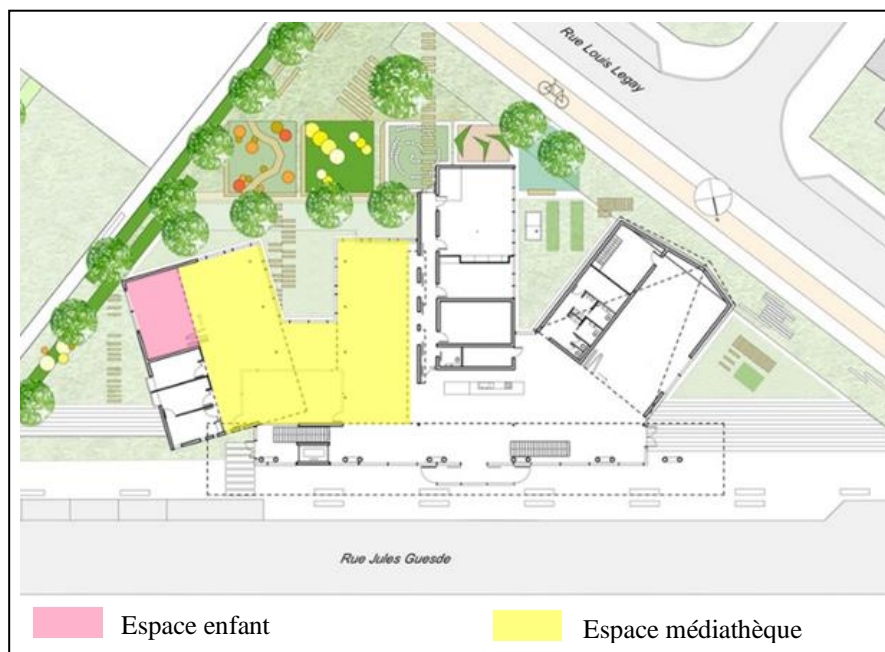 Rue Louis Legay
Rue Jules Guesde
Espace enfant
Espace médiathèque